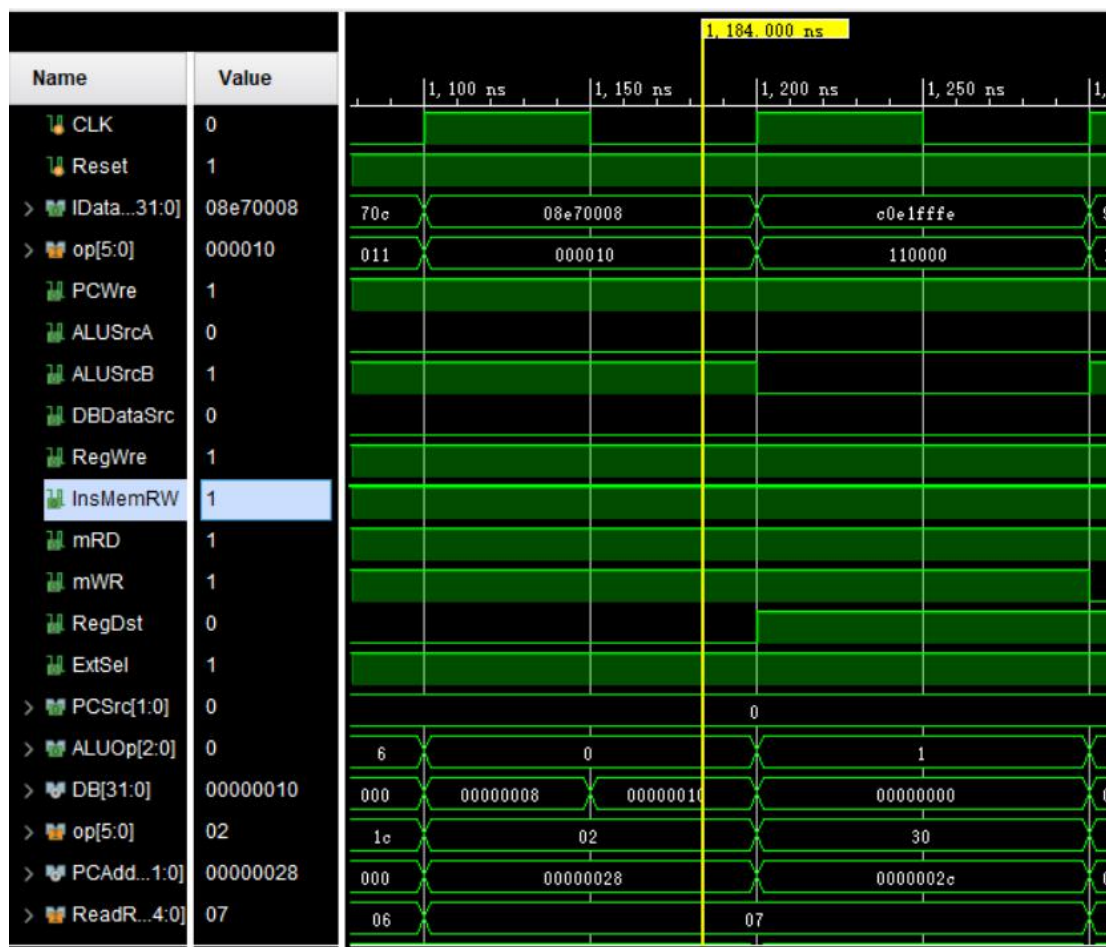 1,184.000 ns
Name Value 1,100 ns 1,150 ns 1,200 ns 1,250 ns 1,
CLK 0
Reset 1
IData...31:0] 08e70008 70c 08e70008 c0e1fffe
op[5:0] 000010 011 000010 110000
PCWre 1
ALUSrcA 0
ALUSrcB 1
DBDataSrc 0
RegWre 1
InsMemRW 1
mRD 1
mWR 1
RegDst 0
ExtSel 1
PCSrc[1:0] 0 0
ALUOp[2:0] 0 6 0 1
DB[31:0] 00000010 000 00000008 00000010 00000000
op[5:0] 02 1c 02 30
PCAdd...1:0] 00000028 000 00000028 0000002c
ReadR...4:0] 07 06 07